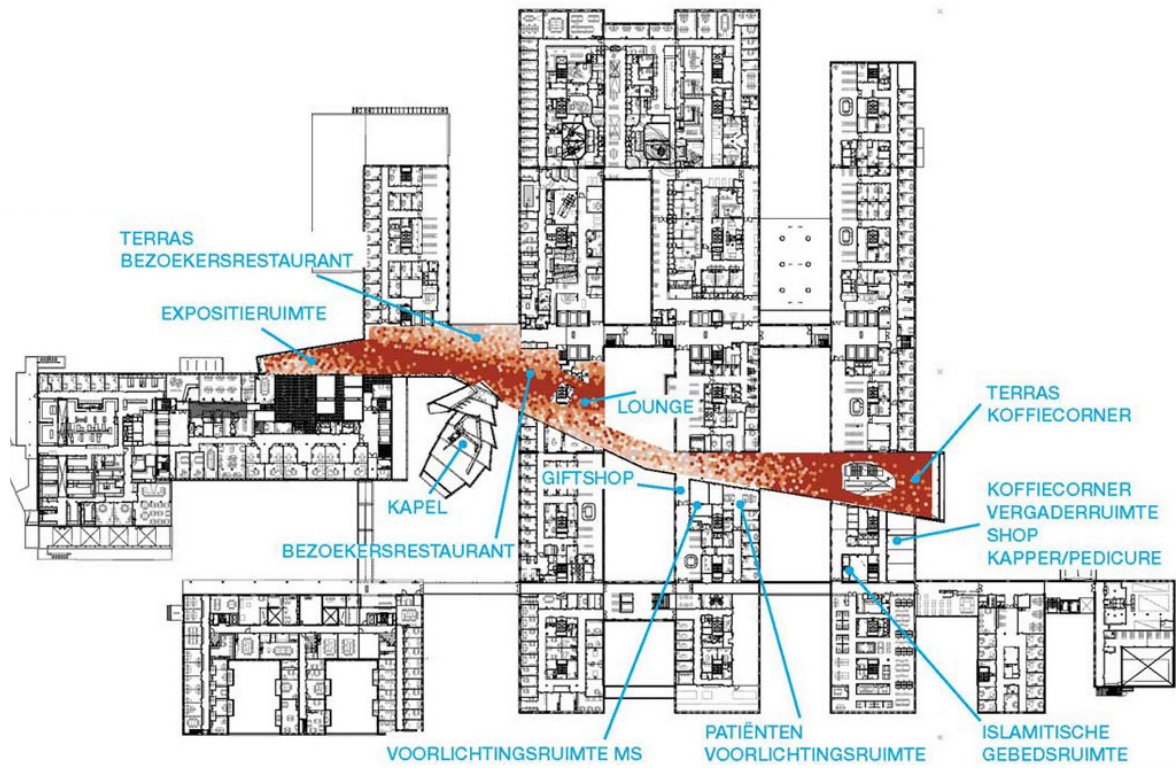 TERRAS
BEZOEKERSRESTAURANT
EXPOSITIERUIMTE
LOUNGE
TERRAS
KOFFIECORNER
GIFTSHOP
KAPEL
KOFFIECORNER
VERGADERRUIMTE
SHOP
KAPPER/PEDICURE
BEZOEKERSRESTAURANT
VOORLICHTINGSRUIMTE MS
PATIËNTEN
VOORLICHTINGSRUIMTE
ISLAMITISCHE
GEBEDSRUIMTE